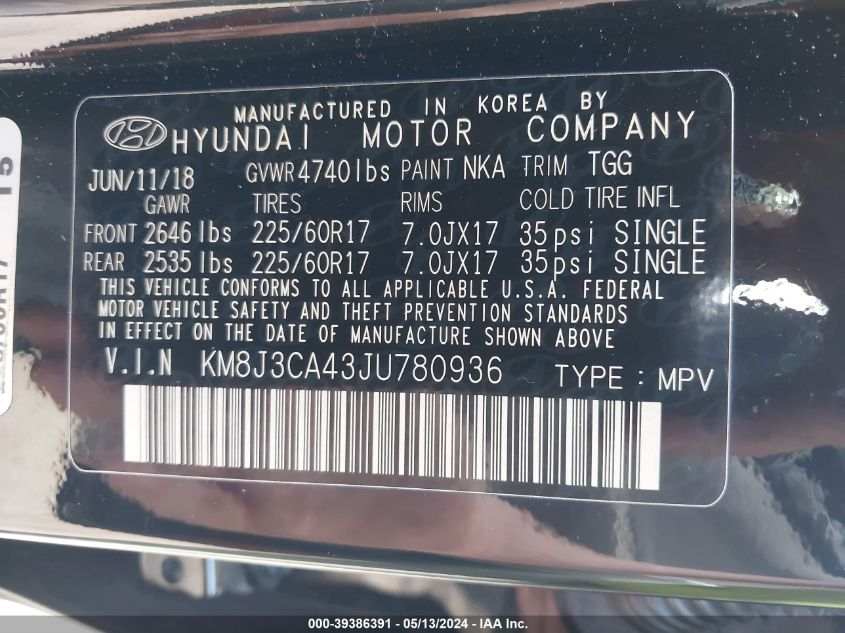 MANUFACTURED IN KOREA BY
HYUNDAI MOTOR COMPANY
JUN/11/18 GVWR 4740lbs PAINT NKA TRIM TGG
GAWR TIRES RIMS COLD TIRE INFL
FRONT 2646 lbs 225/60R17 7.0JX17 35psi SINGLE
REAR 2535 lbs 225/60R17 7.0JX17 35psi SINGLE
THIS VEHICLE CONFORMS TO ALL APPLICABLE U.S.A. FEDERAL
MOTOR VEHICLE SAFETY AND THEFT PREVENTION STANDARDS
IN EFFECT ON THE DATE OF MANUFACTURE SHOWN ABOVE
V.I.N KM8J3CA43JU780936 TYPE : MPV
000-39386391 - 05/13/2024 - IAA Inc.